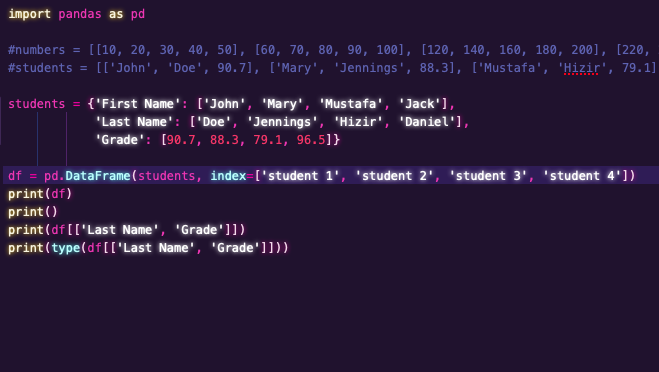 import pandas as pd
#numbers = [[10, 20, 30, 40, 50], [60, 70, 80, 90, 100], [120, 140, 160, 180, 200], [220,
#students = [['John', 'Doe', 90.7], ['Mary', 'Jennings', 88.3], ['Mustafa', 'Hizir', 79.1]
students = {'First Name': ['John', 'Mary', 'Mustafa', 'Jack'],
'Last Name': ['Doe', 'Jennings', 'Hizir', 'Daniel'],
'Grade': [90.7, 88.3, 79.1, 96.5]}
df = pd.DataFrame(students, index=['student 1', 'student 2', 'student 3', 'student 4'])
print(df)
print()
print(df[['Last Name', 'Grade']])
print(type(df[['Last Name', 'Grade']]))